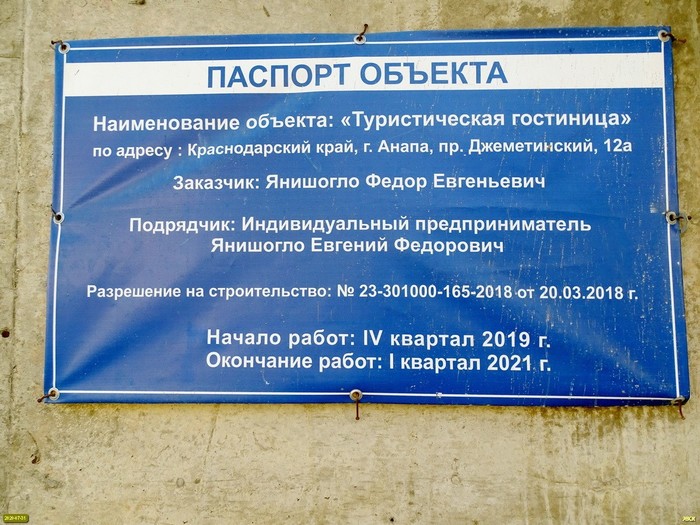 ПАСПОРТ ОБЪЕКТА
Наименование объекта: «Туристическая гостиница»
по адресу : Краснодарский край, г. Анапа, пр. Джеметинский, 12а
Заказчик: Янишогло Федор Евгеньевич
Подрядчик: Индивидуальный предприниматель
Янишогло Евгений Федорович
Разрешение на строительство: № 23-301000-165-2018 от 20.03.2018 г.
Начало работ: IV квартал 2019 г.
Окончание работ: I квартал 2021 г.